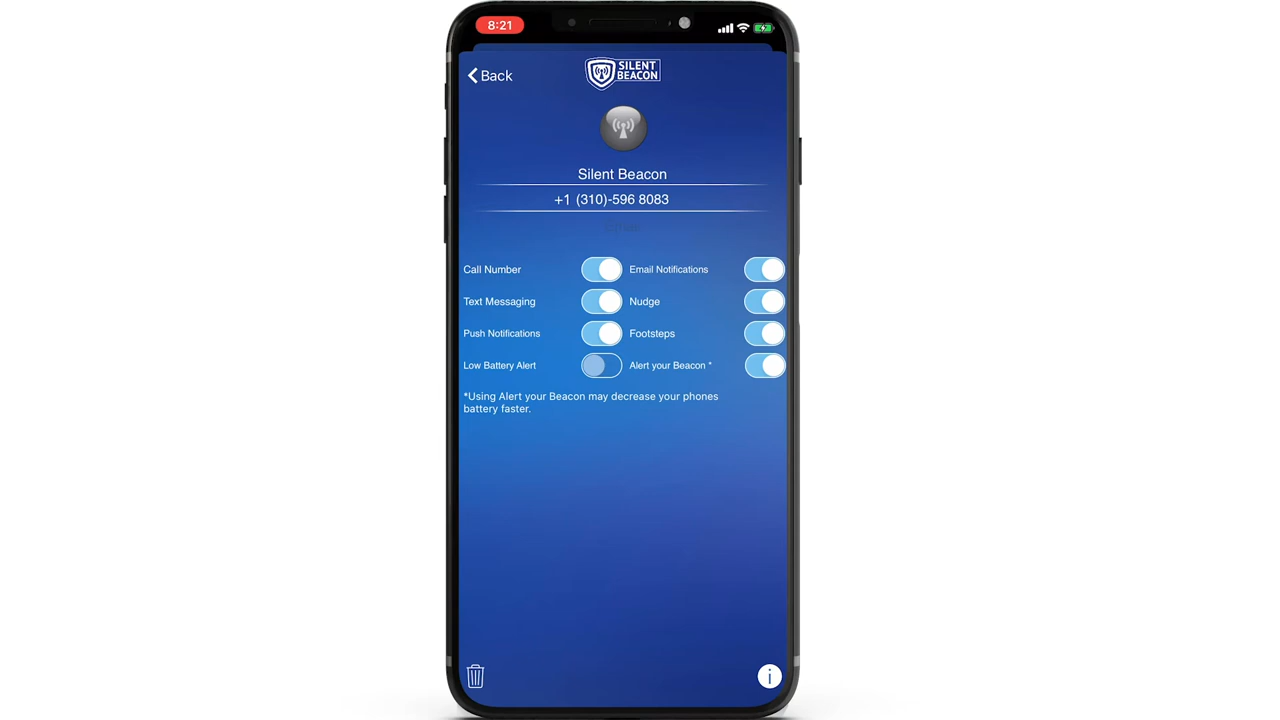 8:21
Back
SILENT
BEACON
Silent Beacon
+1 (310)-596 8083
Call Number
Email Notifications
Text Messaging
Nudge
Push Notifications
Footsteps
Low Battery Alert
Alert your Beacon *
*Using Alert your Beacon may decrease your phones
battery faster.
i